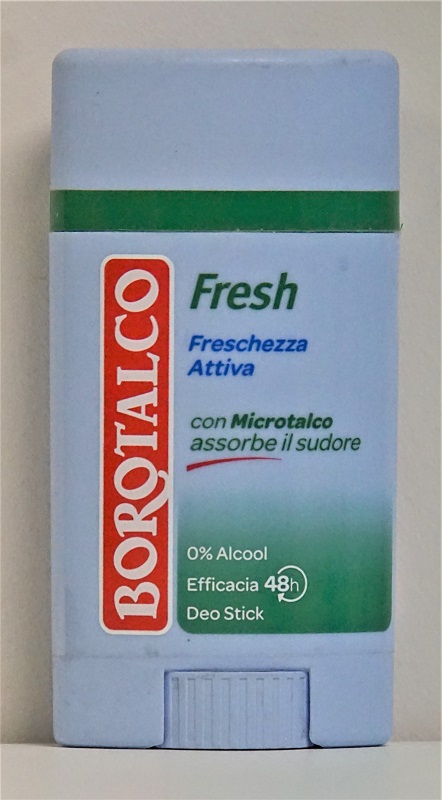 BOROTALCO
Fresh
Freschezza
Attiva
con Microtalco
assorbe il sudore
0% Alcool
Efficacia 48h
Deo Stick